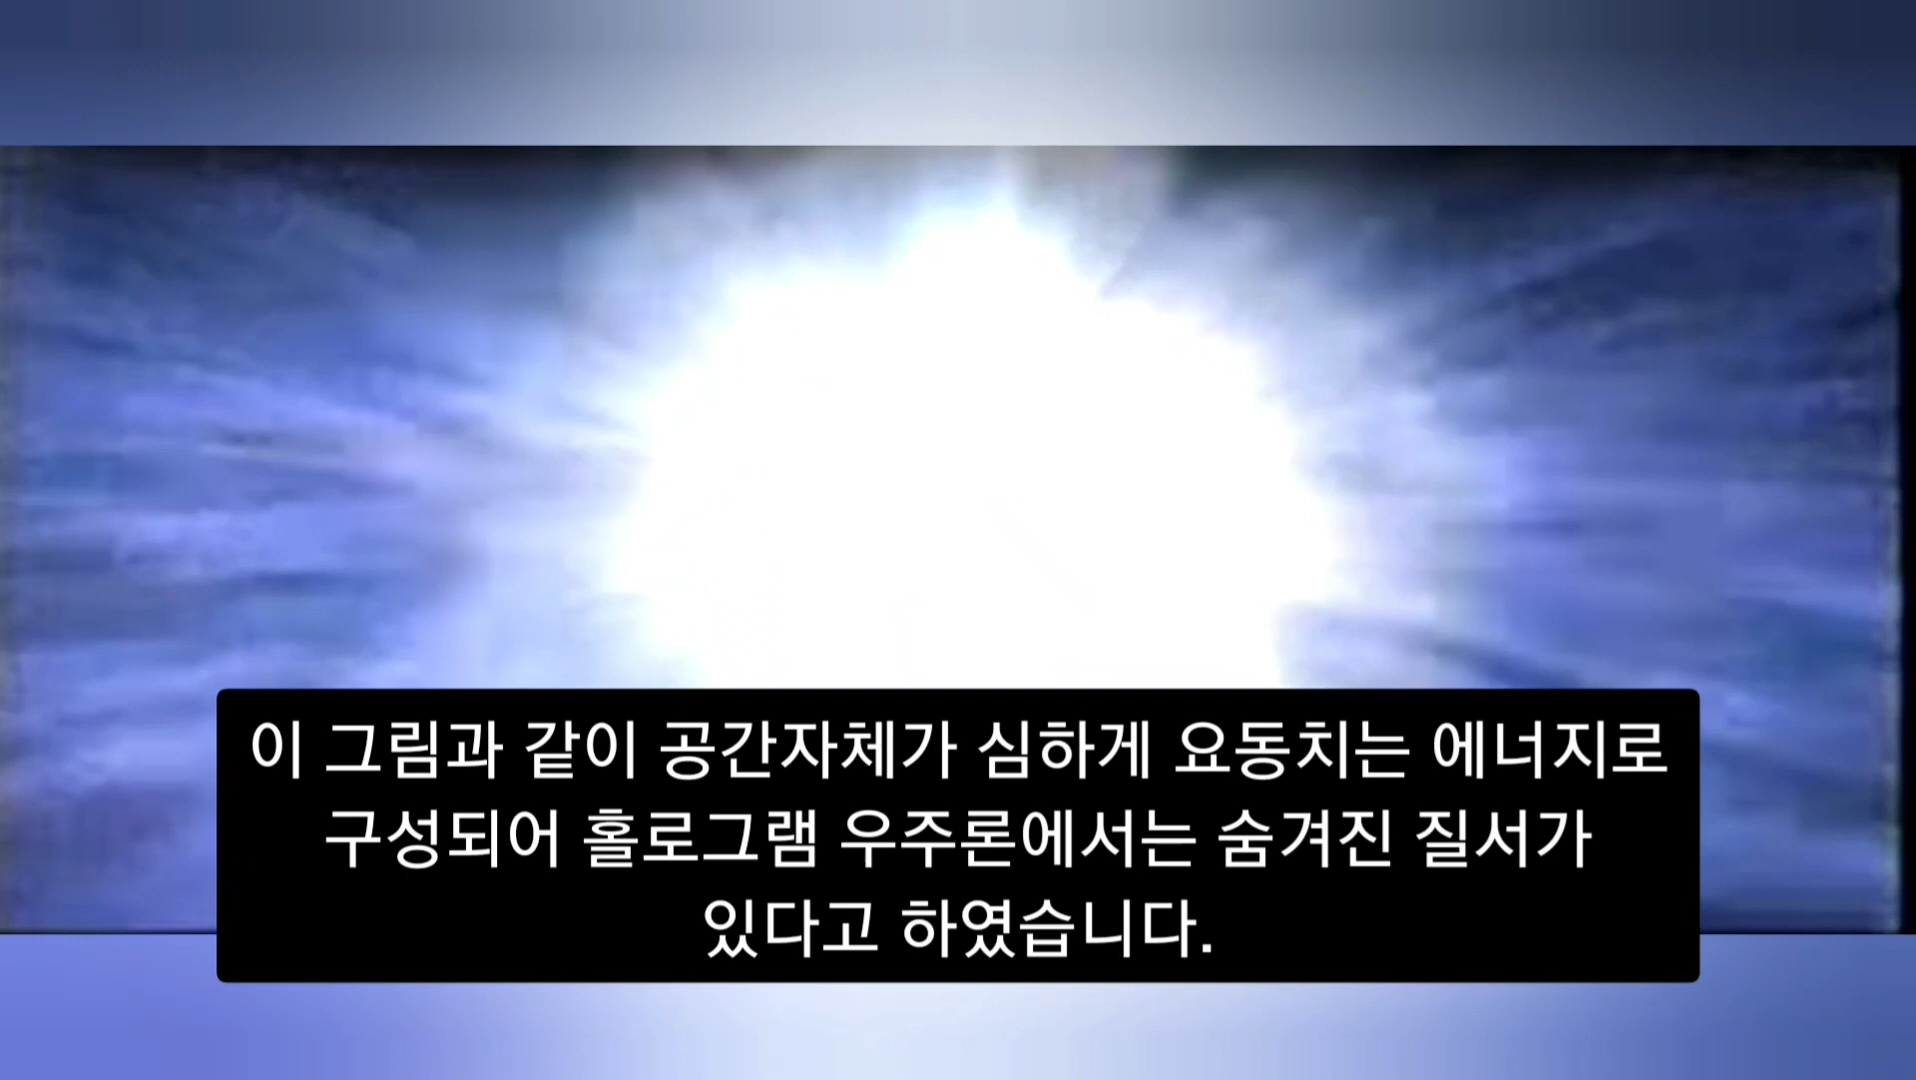 이 그림과 같이 공간자체가 심하게 요동치는 에너지로
구성되어 홀로그램 우주론에서는 숨겨진 질서가
있다고 하였습니다.